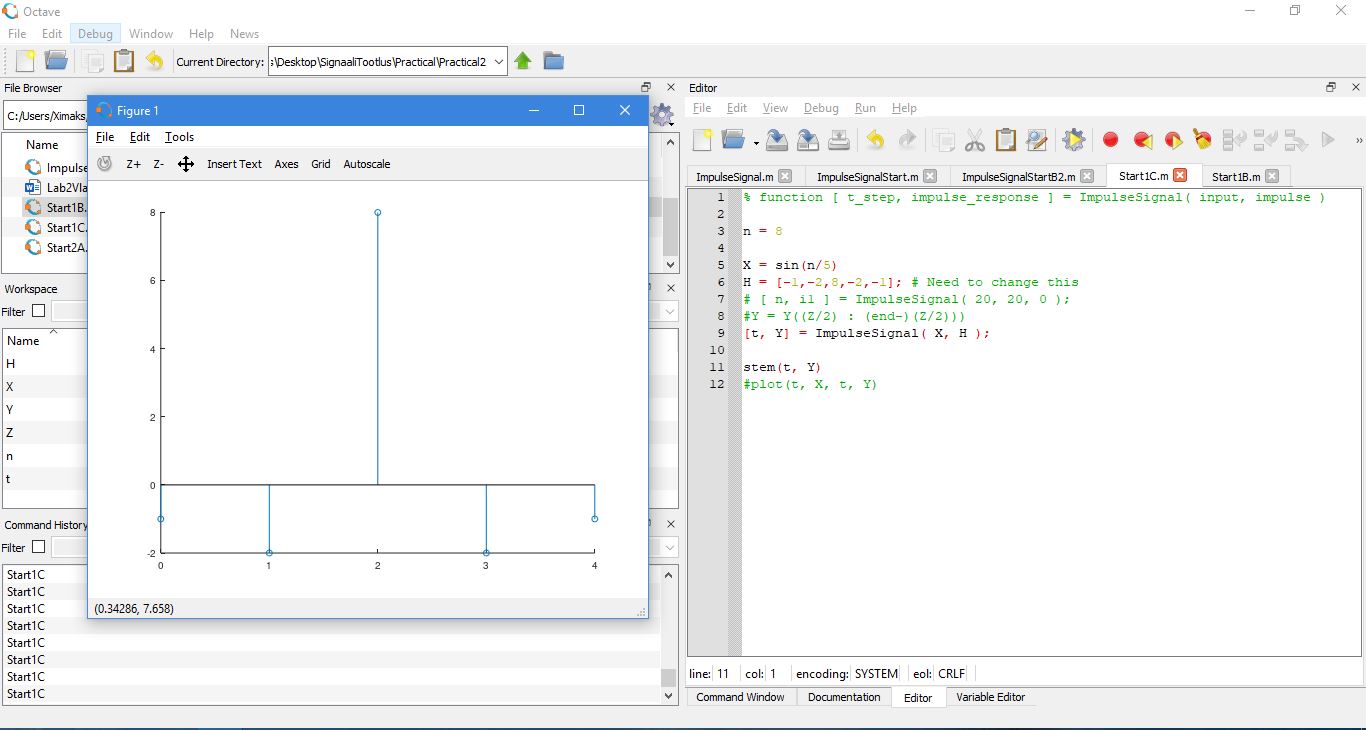 Octave
File Edit Debug Window Help News
Current Directory: s\Desktop\SignaaliTootlus\Practical\Practical2
File Browser
C:/Users/Ximaks
Name
Impulse
Lab2Vla
Start1B.
Start1C.
Start2A.
Workspace
Filter
Name
H
X
Y
Z
n
t
Command History
Filter
Start1C
Start1C
Start1C
Start1C
Start1C
Start1C
Start1C
Start1C
Figure 1
File Edit Tools
Z+ Z- Insert Text Axes Grid Autoscale
8
6
4
2
0
-2
0 1 2 3 4
(0.34286, 7.658)
Editor
File Edit View Debug Run Help
»
ImpulseSignal.m ImpulseSignalStart.m ImpulseSignalStartB2.m Start1C.m Start1B.m
1 % function [ t_step, impulse_response ] = ImpulseSignal( input, impulse )
2
3 n = 8
4
5 X = sin(n/5)
6 H = [-1,-2,8,-2,-1]; # Need to change this
7 # [ n, i1 ] = ImpulseSignal( 20, 20, 0 );
8 #Y = Y((Z/2) : (end-)(Z/2)))
9 [t, Y] = ImpulseSignal( X, H );
10
11 stem(t, Y)
12 #plot(t, X, t, Y)
line: 11 col: 1 encoding: SYSTEM eol: CRLF
Command Window Documentation Editor Variable Editor